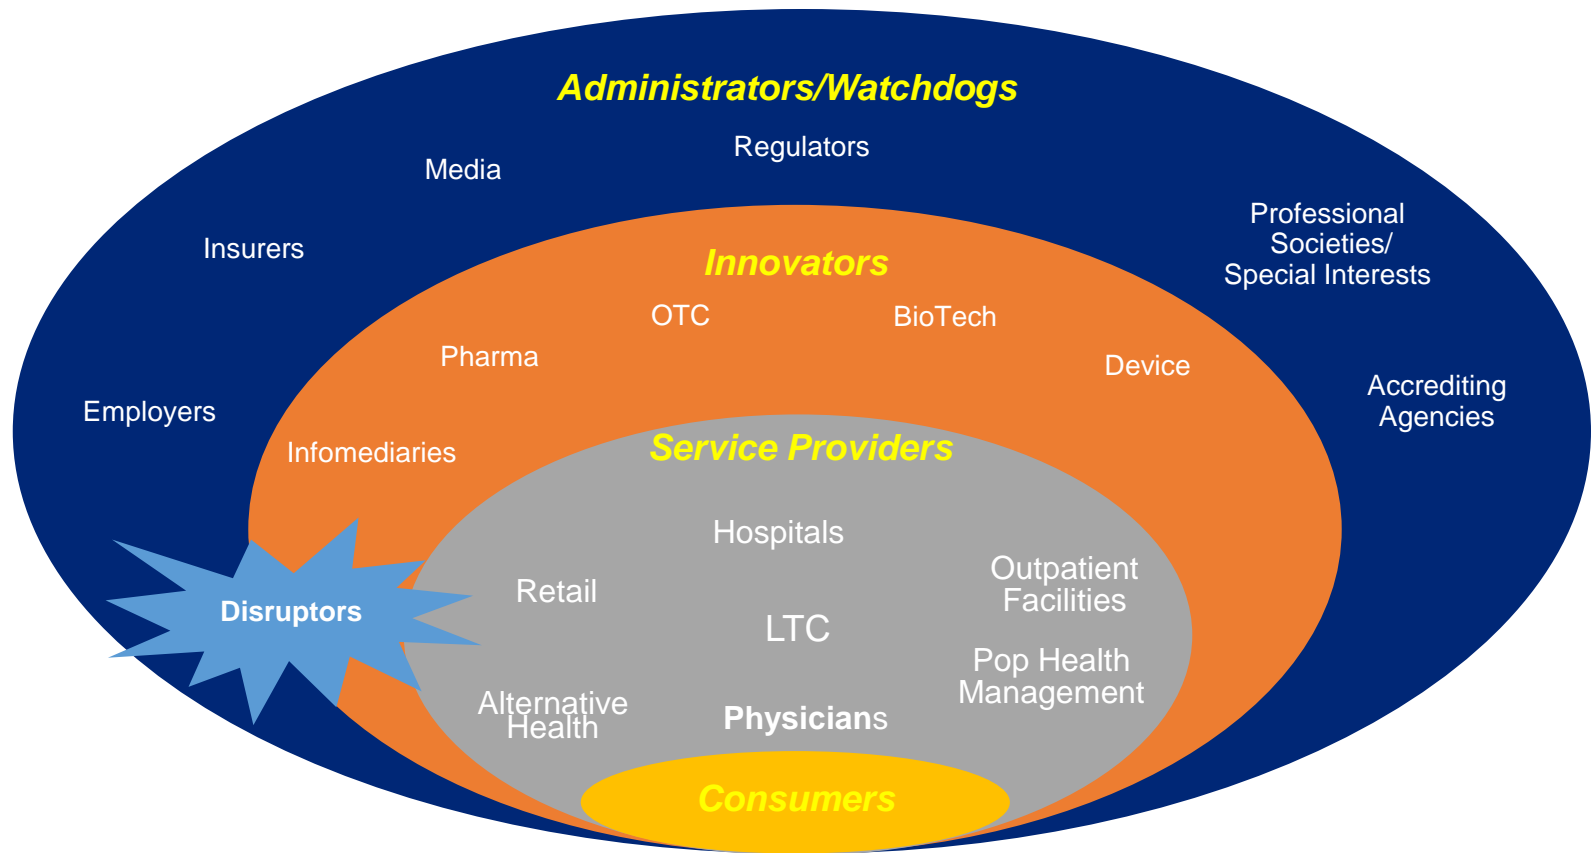 Administrators/Watchdogs
Regulators
Media
Professional
Societies/
Special Interests
Insurers
Innovators
OTC
BioTech
Pharma
Device
Accrediting
Agencies
Employers
Infomediaries
Service Providers
Hospitals
Outpatient
Facilities
Retail
Disruptors
LTC
Pop Health
Management
Alternative
Health
Physicians
Consumers